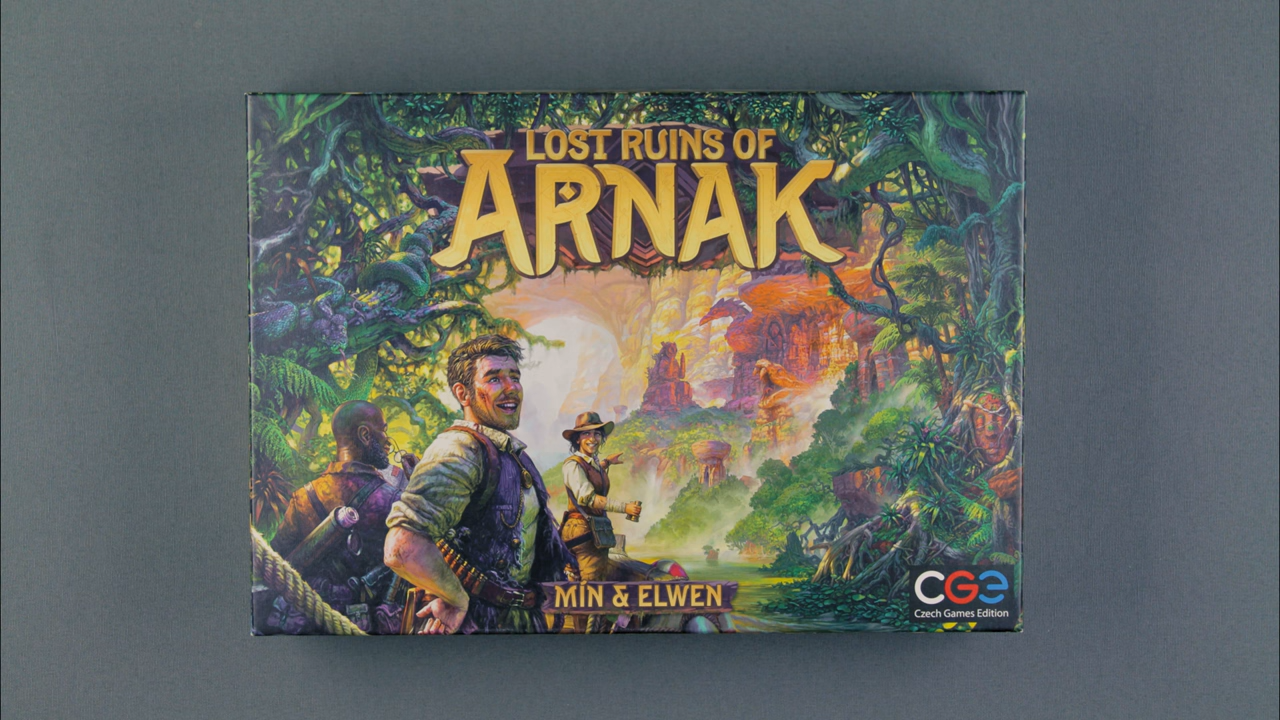 LOST RUINS OF
ARNAK
MÍN & ELWEN
CGE
Czech Games Edition